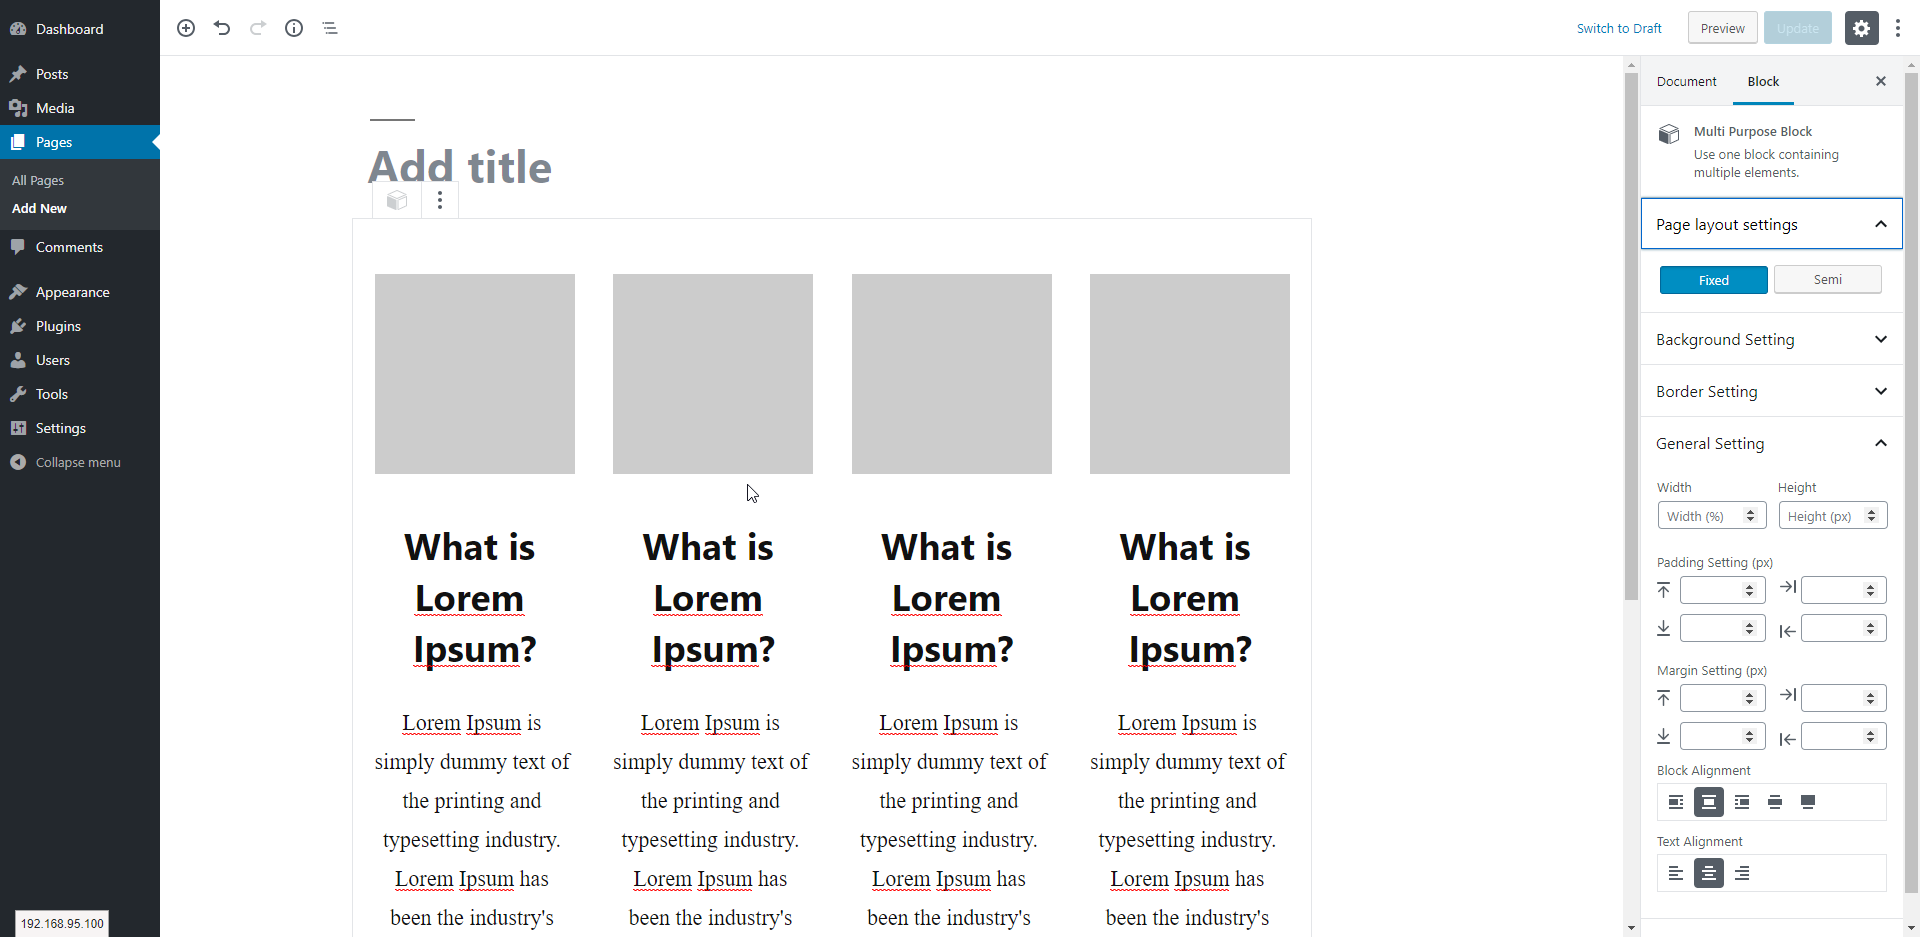 Dashboard
Posts
Media
Pages
All Pages
Add New
Comments
Appearance
Plugins
Users
Tools
Settings
Collapse menu
192.168.95.100
Switch to Draft
Preview
Update
Add title
What is
Lorem
Ipsum?
Lorem Ipsum is
simply dummy text of
the printing and
typesetting industry.
Lorem Ipsum has
been the industry's
What is
Lorem
Ipsum?
Lorem Ipsum is
simply dummy text of
the printing and
typesetting industry.
Lorem Ipsum has
been the industry's
What is
Lorem
Ipsum?
Lorem Ipsum is
simply dummy text of
the printing and
typesetting industry.
Lorem Ipsum has
been the industry's
What is
Lorem
Ipsum?
Lorem Ipsum is
simply dummy text of
the printing and
typesetting industry.
Lorem Ipsum has
been the industry's
Document Block
Multi Purpose Block
Use one block containing
multiple elements.
Page layout settings
Fixed Semi
Background Setting
Border Setting
General Setting
Width Height
Width (%) Height (px)
Padding Setting (px)
Margin Setting (px)
Block Alignment
Text Alignment